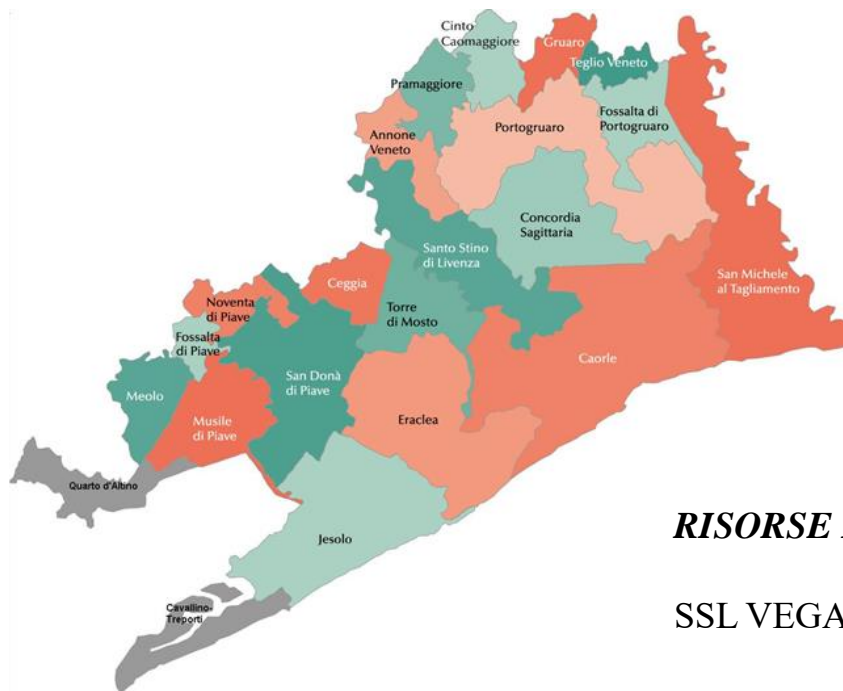 Cinto
Caomaggiore
Gruaro
Teglio Veneto
Pramaggiore
Fossalta di
Portogruaro
Portogruaro
Annone
Veneto
Concordia
Sagittaria
Santo Stino
di Livenza
San Michele
al Tagliamento
Ceggia
Noventa
di Piave
Torre
di Mosto
Fossalta
di Piave
Caorle
San Donà
di Piave
Meolo
Eraclea
Musile
di Piave
Quarto d'Altino
Jesolo
Cavallino-
Treporti
RISORSE
SSL VEGA